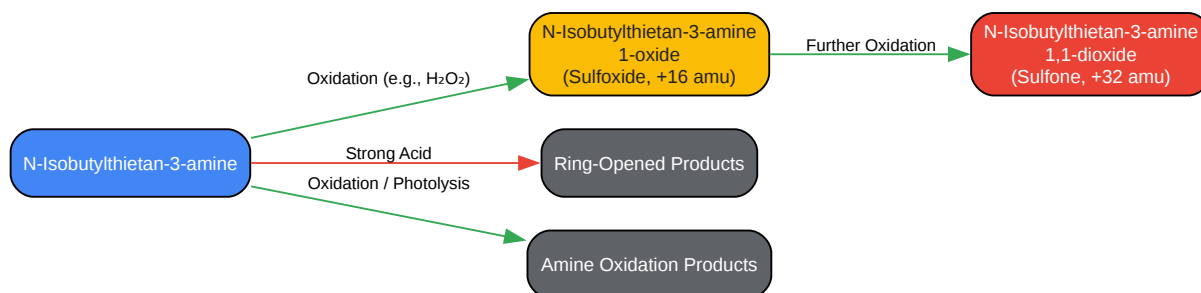 N-Isobutylthietan-3-amine
1-oxide
(Sulfoxide, +16 amu)
Further Oxidation
N-Isobutylthietan-3-amine
1,1-dioxide
(Sulfone, +32 amu)
Oxidation (e.g., H₂O₂)
N-Isobutylthietan-3-amine
Strong Acid
Ring-Opened Products
Oxidation / Photolysis
Amine Oxidation Products